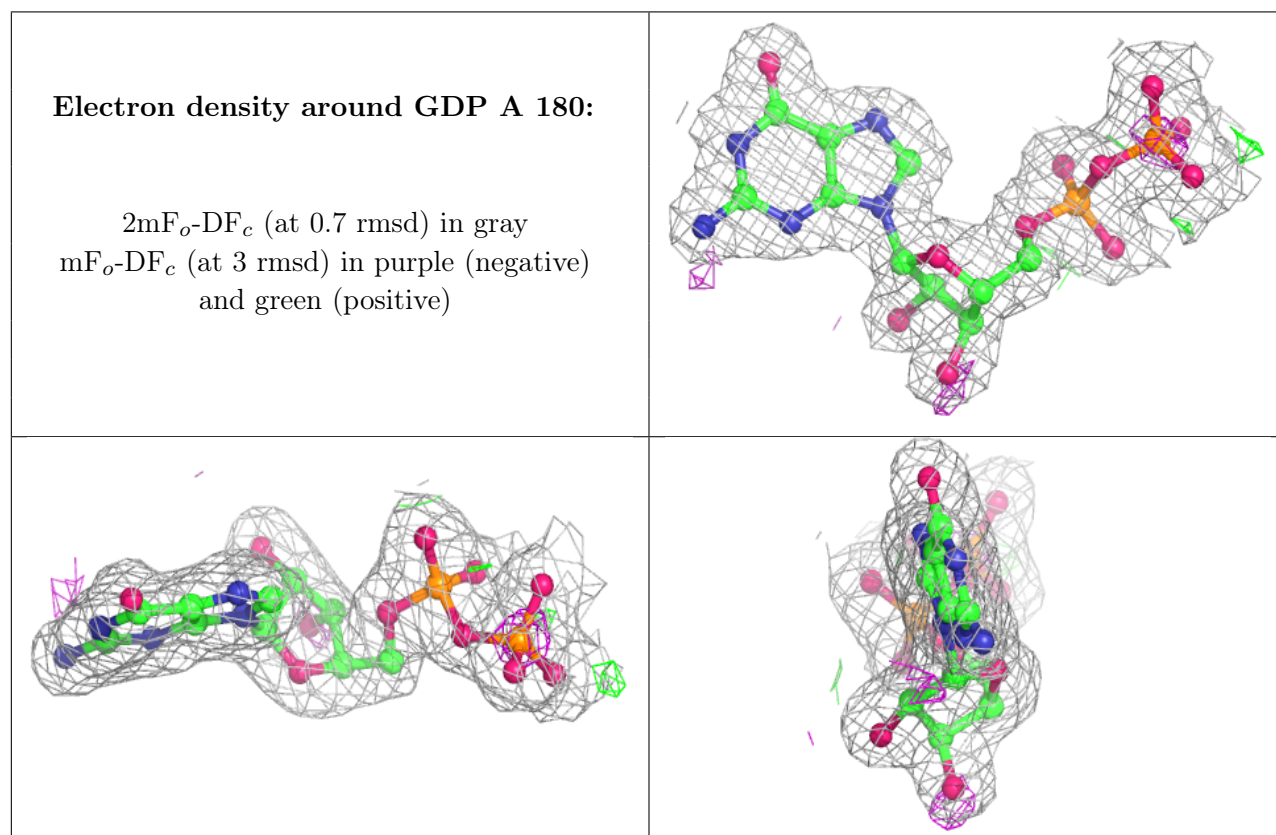 Electron density around GDP A 180:
2mFₒ-DF𝒸 (at 0.7 rmsd) in gray
mFₒ-DF𝒸 (at 3 rmsd) in purple (negative)
and green (positive)